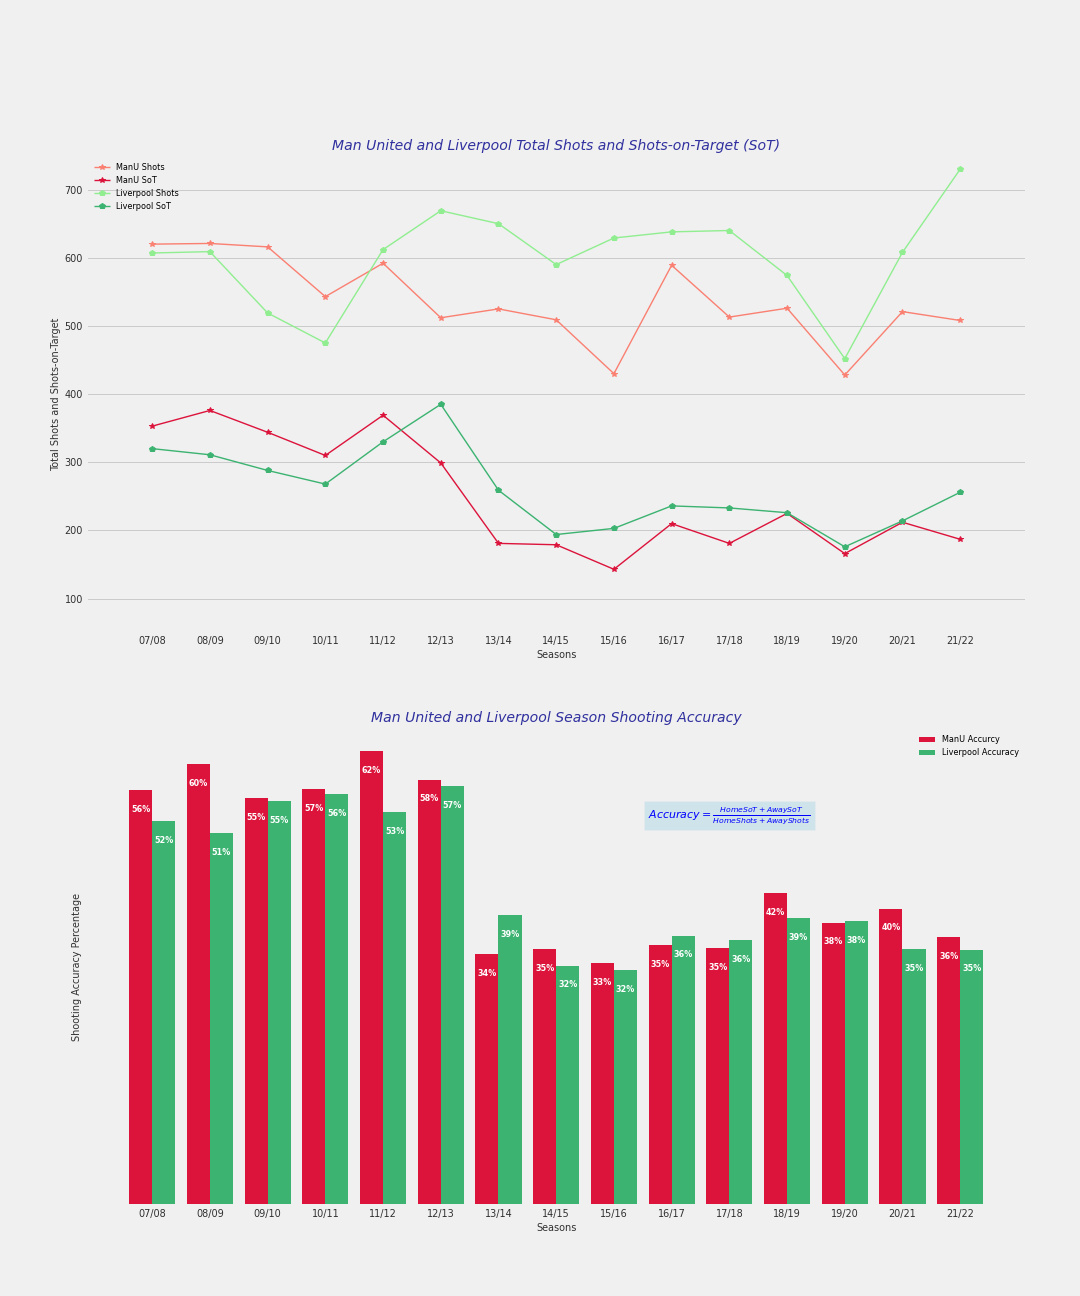 Man United and Liverpool Total Shots and Shots-on-Target (SoT)
ManU Shots
ManU SoT
Liverpool Shots
Liverpool SoT
Total Shots and Shots-on-Target
700
600
500
400
300
200
100
07/08 08/09 09/10 10/11 11/12 12/13 13/14 14/15 15/16 16/17 17/18 18/19 19/20 20/21 21/22
Seasons
Man United and Liverpool Season Shooting Accuracy
ManU Accurcy
Liverpool Accuracy
Accuracy = HomeSoT + AwaySoT / HomeShots + AwayShots
Shooting Accuracy Percentage
56% 52% 60% 51% 55% 55% 57% 56% 62% 53% 58% 57% 34% 39% 35% 32% 33% 32% 35% 36% 35% 36% 42% 39% 38% 38% 40% 35% 36% 35%
07/08 08/09 09/10 10/11 11/12 12/13 13/14 14/15 15/16 16/17 17/18 18/19 19/20 20/21 21/22
Seasons